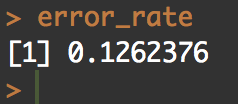 > error_rate
[1] 0.1262376
>